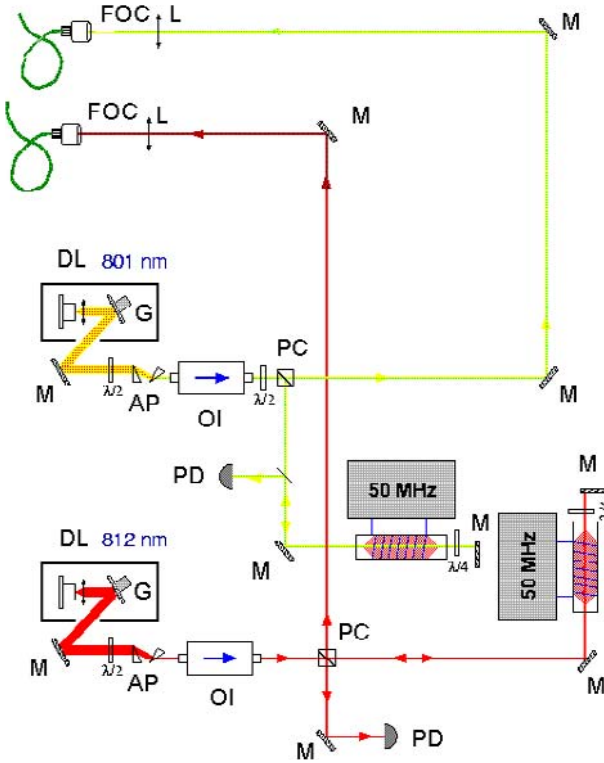 FOC L
M
FOC L
M
DL 801 nm
G
PC
M
λ/2
AP
OI
λ/2
M
PD
50 MHz
M
M
λ/4
M
50 MHz
DL 812 nm
G
PC
M
λ/2
AP
OI
M
M
PD